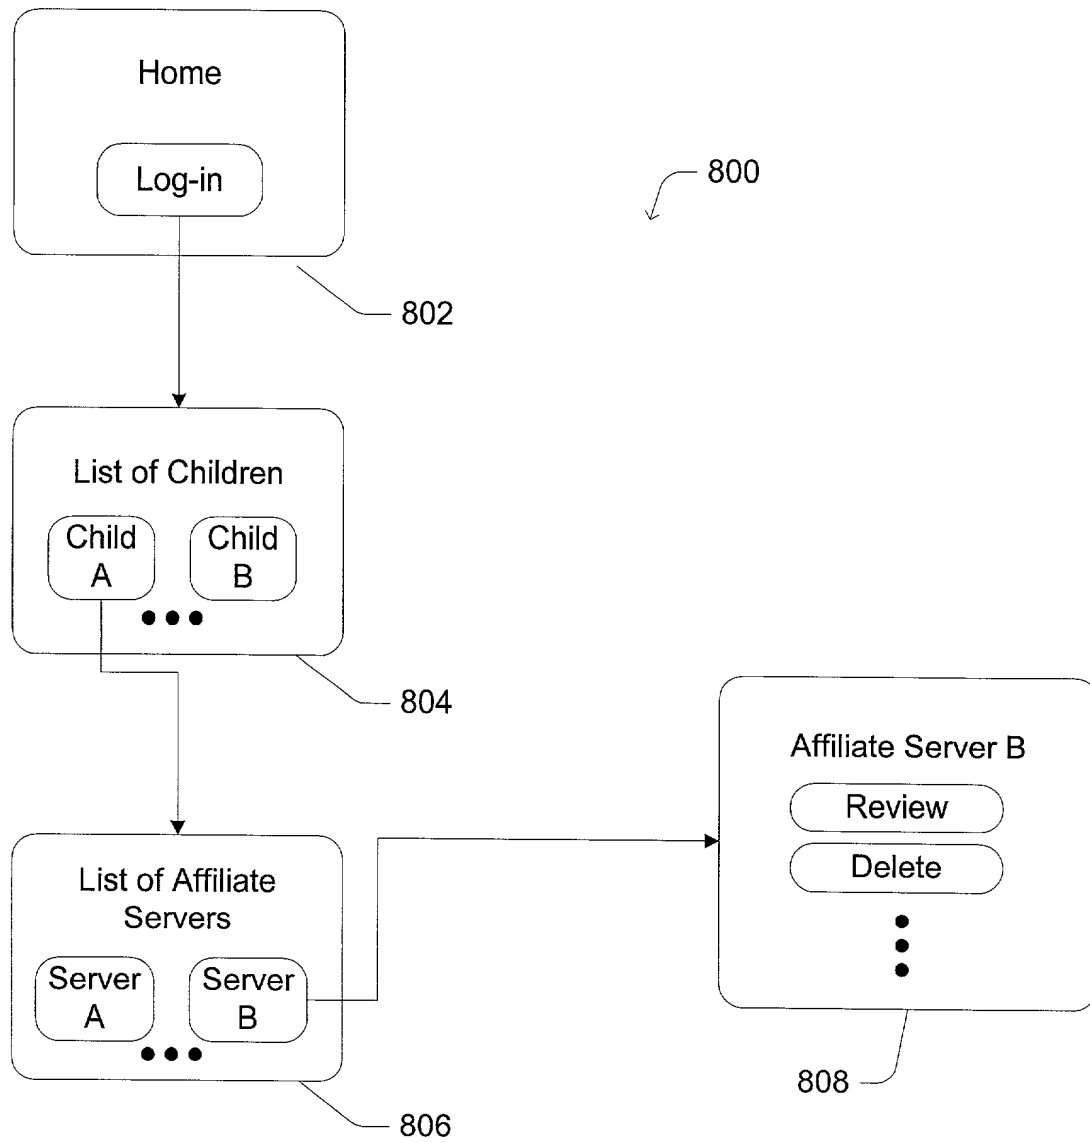 Home
Log-in
800
802
List of Children
Child
A
Child
B
804
Affiliate Server B
Review
Delete
List of Affiliate
Servers
Server
A
Server
B
806
808